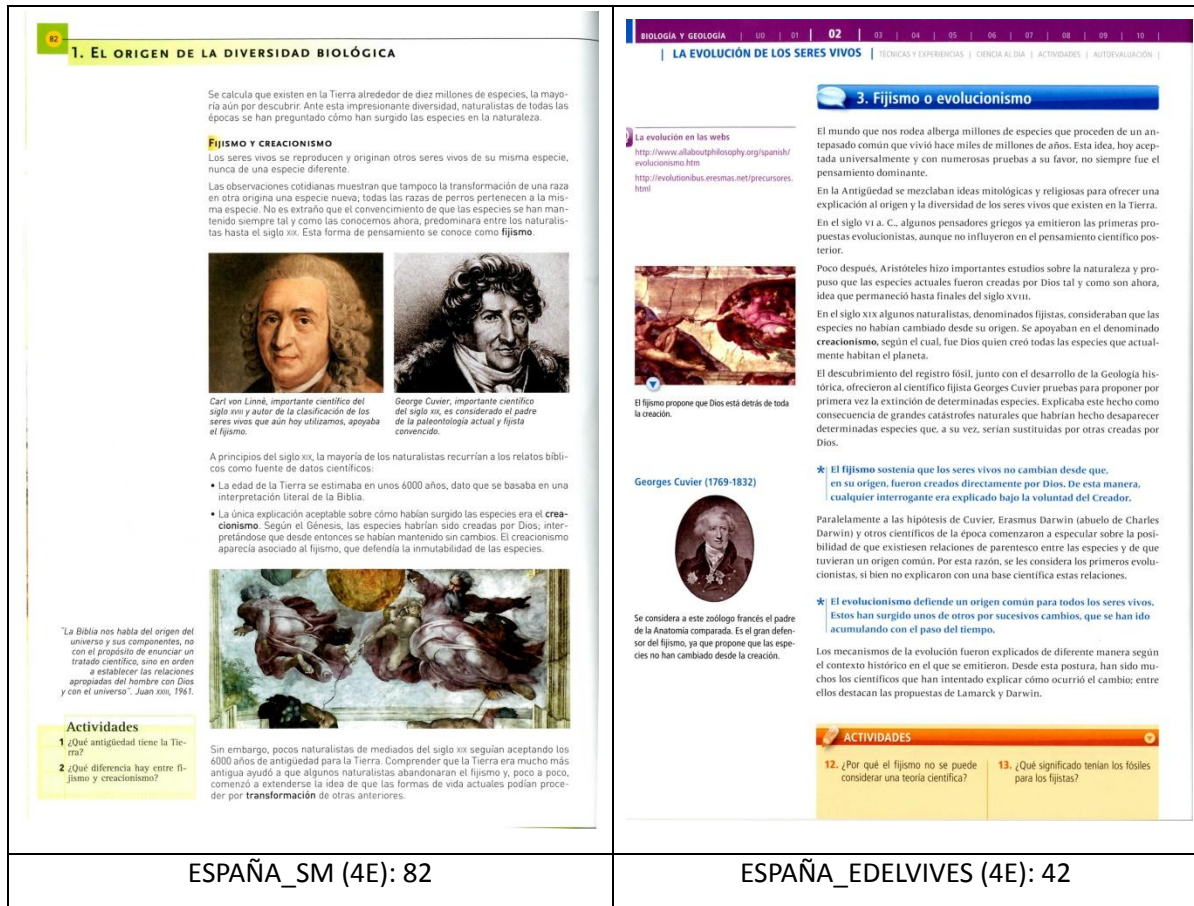 82
1. EL ORIGEN DE LA DIVERSIDAD BIOLÓGICA
Se calcula que existen en la Tierra alrededor de diez millones de especies, la mayo-
ría aún por descubrir. Ante esta impresionante diversidad, naturalistas de todas las
épocas se han preguntado cómo han surgido las especies en la naturaleza.
FIJISMO Y CREACIONISMO
Los seres vivos se reproducen y originan otros seres vivos de su misma especie,
nunca de una especie diferente.
Las observaciones cotidianas muestran que tampoco la transformación de una raza
en otra origina una especie nueva; todas las razas de perros pertenecen a la mis-
ma especie. No es extraño que el convencimiento de que las especies se han man-
tenido siempre tal y como las conocemos ahora, predominara entre los naturalis-
tas hasta el siglo XIX. Esta forma de pensamiento se conoce como fijismo.
Carl von Linné, importante científico del
siglo XVIII y autor de la clasificación de los
seres vivos que aún hoy utilizamos, apoyaba
el fijismo.
George Cuvier, importante científico
del siglo XIX, es considerado el padre
de la paleontología actual y fijista
convencido.
A principios del siglo XIX, la mayoría de los naturalistas recurrían a los relatos bíbli-
cos como fuente de datos científicos:
• La edad de la Tierra se estimaba en unos 6000 años, dato que se basaba en una
interpretación literal de la Biblia.
• La única explicación aceptable sobre cómo habían surgido las especies era el crea-
cionismo. Según el Génesis, las especies habrían sido creadas por Dios; inter-
pretándose que desde entonces se habían mantenido sin cambios. El creacionismo
aparecía asociado al fijismo, que defendía la inmutabilidad de las especies.
"La Biblia nos habla del origen del
universo y sus componentes, no
con el propósito de enunciar un
tratado científico, sino en orden
a establecer las relaciones
apropiadas del hombre con Dios
y con el universo". Juan XXIII, 1961.
Actividades
1 ¿Qué antigüedad tiene la Tie-
rra?
2 ¿Qué diferencia hay entre fi-
jismo y creacionismo?
Sin embargo, pocos naturalistas de mediados del siglo XIX seguían aceptando los
6000 años de antigüedad para la Tierra. Comprender que la Tierra era mucho más
antigua ayudó a que algunos naturalistas abandonaran el fijismo y, poco a poco,
comenzó a extenderse la idea de que las formas de vida actuales podían proce-
der por transformación de otras anteriores.
ESPAÑA_SM (4E): 82
BIOLOGÍA Y GEOLOGÍA | U0 | 01 | 02 | 03 | 04 | 05 | 06 | 07 | 08 | 09 | 10 |
| LA EVOLUCIÓN DE LOS SERES VIVOS | TÉCNICAS Y EXPERIENCIAS | CIENCIA AL DÍA | ACTIVIDADES | AUTOEVALUACIÓN |
3. Fijismo o evolucionismo
La evolución en las webs
http://www.allaboutphilosophy.org/spanish/
evolucionismo.htm
http://evolutionibus.eresmas.net/precursores.
html
El mundo que nos rodea alberga millones de especies que proceden de un an-
tepasado común que vivió hace miles de millones de años. Esta idea, hoy acep-
tada universalmente y con numerosas pruebas a su favor, no siempre fue el
pensamiento dominante.
En la Antigüedad se mezclaban ideas mitológicas y religiosas para ofrecer una
explicación al origen y la diversidad de los seres vivos que existen en la Tierra.
En el siglo VI a. C., algunos pensadores griegos ya emitieron las primeras pro-
puestas evolucionistas, aunque no influyeron en el pensamiento científico pos-
terior.
Poco después, Aristóteles hizo importantes estudios sobre la naturaleza y pro-
puso que las especies actuales fueron creadas por Dios tal y como son ahora,
idea que permaneció hasta finales del siglo XVIII.
En el siglo XIX algunos naturalistas, denominados fijistas, consideraban que las
especies no habían cambiado desde su origen. Se apoyaban en el denominado
creacionismo, según el cual, fue Dios quien creó todas las especies que actual-
mente habitan el planeta.
El descubrimiento del registro fósil, junto con el desarrollo de la Geología his-
tórica, ofrecieron al científico fijista Georges Cuvier pruebas para proponer por
primera vez la extinción de determinadas especies. Explicaba este hecho como
consecuencia de grandes catástrofes naturales que habrían hecho desaparecer
determinadas especies que, a su vez, serían sustituidas por otras creadas por
Dios.
El fijismo propone que Dios está detrás de toda
la creación.
* El fijismo sostenía que los seres vivos no cambian desde que,
en su origen, fueron creados directamente por Dios. De esta manera,
cualquier interrogante era explicado bajo la voluntad del Creador.
Georges Cuvier (1769-1832)
Se considera a este zoólogo francés el padre
de la Anatomía comparada. Es el gran defen-
sor del fijismo, ya que propone que las espe-
cies no han cambiado desde la creación.
Paralelamente a las hipótesis de Cuvier, Erasmus Darwin (abuelo de Charles
Darwin) y otros científicos de la época comenzaron a especular sobre la posi-
bilidad de que existiesen relaciones de parentesco entre las especies y de que
tuvieran un origen común. Por esta razón, se les considera los primeros evolu-
cionistas, si bien no explicaron con una base científica estas relaciones.
* El evolucionismo defiende un origen común para todos los seres vivos.
Estos han surgido unos de otros por sucesivos cambios, que se han ido
acumulando con el paso del tiempo.
Los mecanismos de la evolución fueron explicados de diferente manera según
el contexto histórico en el que se emitieron. Desde esta postura, han sido mu-
chos los científicos que han intentado explicar cómo ocurrió el cambio; entre
ellos destacan las propuestas de Lamarck y Darwin.
ACTIVIDADES
12. ¿Por qué el fijismo no se puede
considerar una teoría científica?
13. ¿Qué significado tenían los fósiles
para los fijistas?
ESPAÑA_EDELVIVES (4E): 42